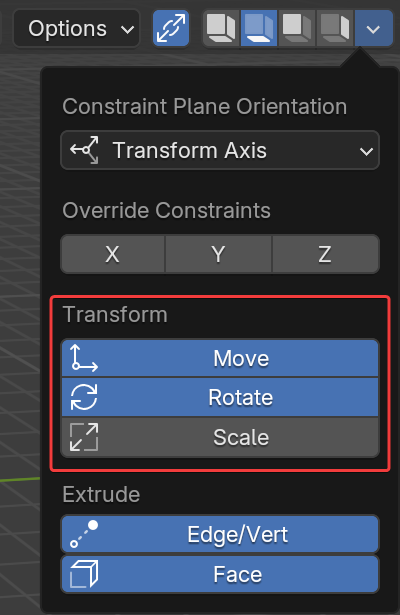 Options
Constraint Plane Orientation
Transform Axis
Override Constraints
X Y Z
Transform
Move
Rotate
Scale
Extrude
Edge/Vert
Face